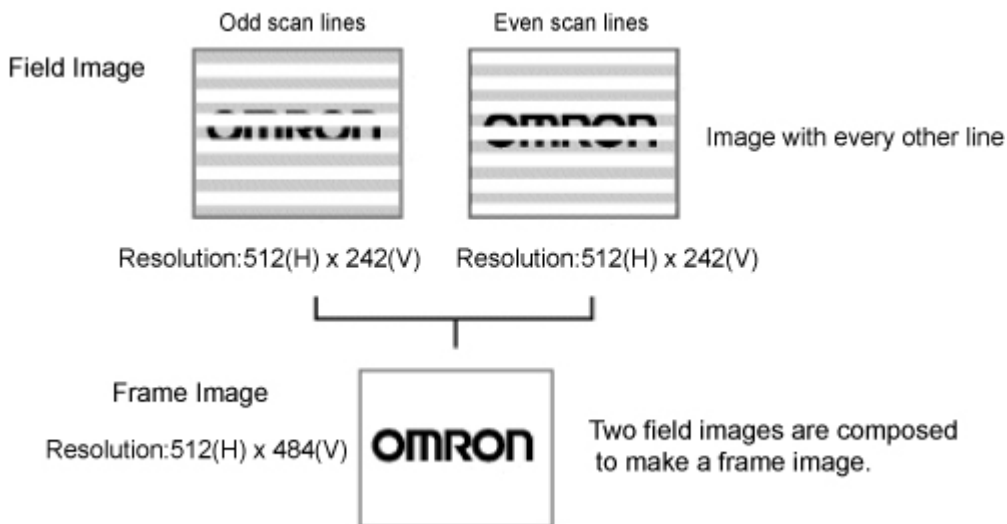 Odd scan lines
Even scan lines
Field Image
OMRON
OMRON
Image with every other line
Resolution:512(H) x 242(V)
Resolution:512(H) x 242(V)
Frame Image
Resolution:512(H) x 484(V)
OMRON
Two field images are composed
to make a frame image.